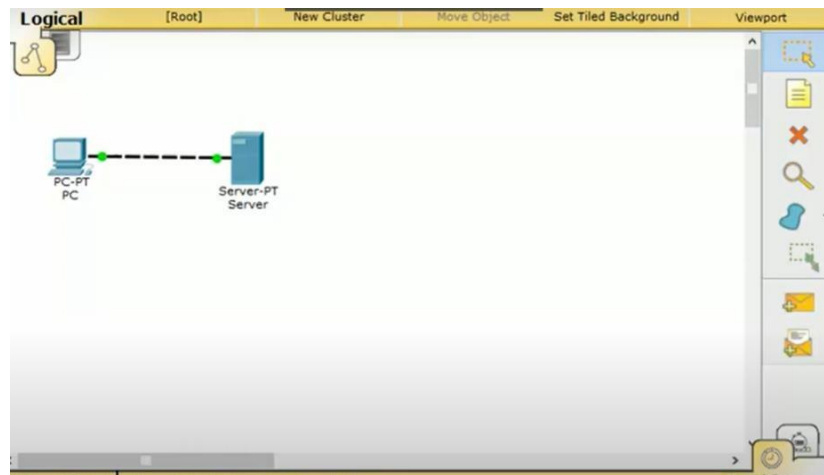 Logical [Root] New Cluster Move Object Set Tiled Background Viewport
PC-PT
PC
Server-PT
Server